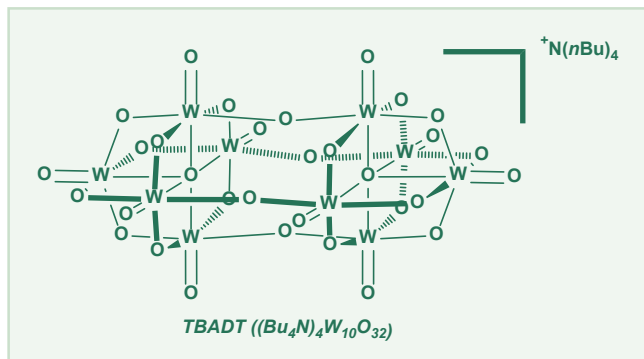 O O +N(nBu)4
O W O O W O
O O W O O O W O O
O W O O W O
O O W O O O W O O
O O W O O W O
O O
TBADT ((Bu4N)4W10O32)